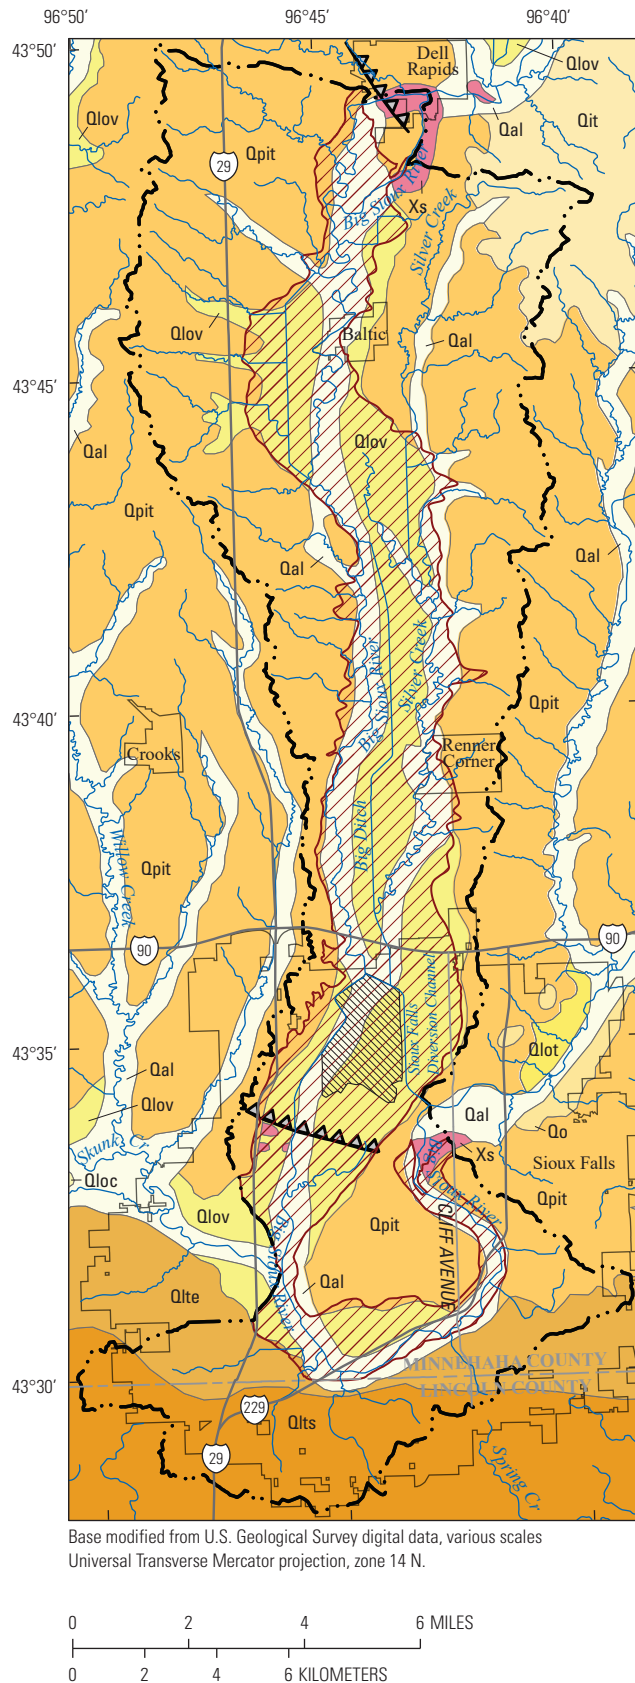 96°50′ 96°45′ 96°40′
43°50′
Dell
Rapids
Qlov
Qlov
Qal
Qit
Qpit
29
Big Sioux River
Xs
Silver Creek
Qlov
Baltic
Qal
43°45′
Qlov
Qal
Qpit
Qal
Qal
Big Sioux River
Silver Creek
Qpit
43°40′
Crooks
Renner
Corner
Willow Creek
Big Ditch
Qpit
90
90
Sioux Falls
Diversion Channel
43°35′
Qlot
Qal
Qlov
Qal
Qo
Skunk Cr
Xs
Sioux Falls
Qloc
Big Sioux River
Qpit
Qlov
Qpit
CLIFF AVENUE
Big Sioux River
Qal
Qlte
MINNEHAHA COUNTY
LINCOLN COUNTY
43°30′
229
Qlts
29
Spring Cr
Base modified from U.S. Geological Survey digital data, various scales
Universal Transverse Mercator projection, zone 14 N.
0 2 4 6 MILES
0 2 4 6 KILOMETERS